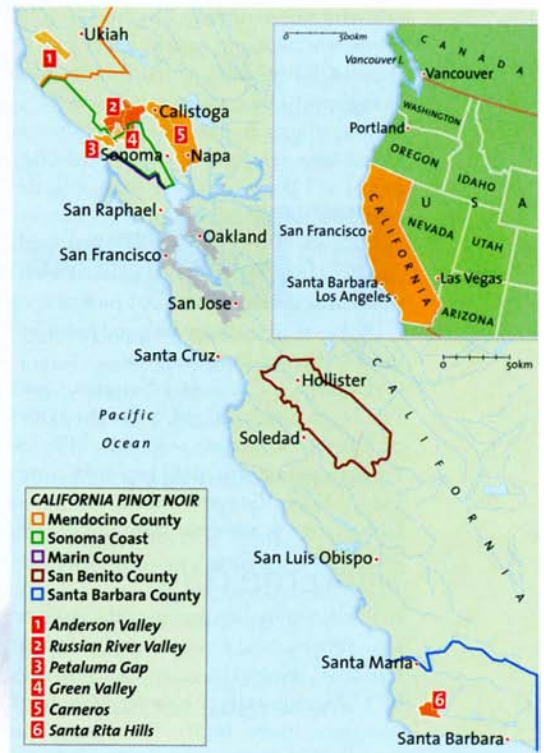 Ukiah
1
2
Calistoga
5
3
4
Sonoma
Napa
San Raphael
Oakland
San Francisco
San Jose
Santa Cruz
Hollister
Pacific
Ocean
Soledad
CALIFORNIA
San Luis Obispo
Santa Maria
6
Santa Barbara
50km
500km
CANADA
Vancouver I.
Vancouver
WASHINGTON
Portland
OREGON
IDAHO
U S A
CALIFORNIA
NEVADA
UTAH
San Francisco
Las Vegas
Santa Barbara
Los Angeles
ARIZONA
CALIFORNIA PINOT NOIR
Mendocino County
Sonoma Coast
Marin County
San Benito County
Santa Barbara County
1 Anderson Valley
2 Russian River Valley
3 Petaluma Gap
4 Green Valley
5 Carneros
6 Santa Rita Hills